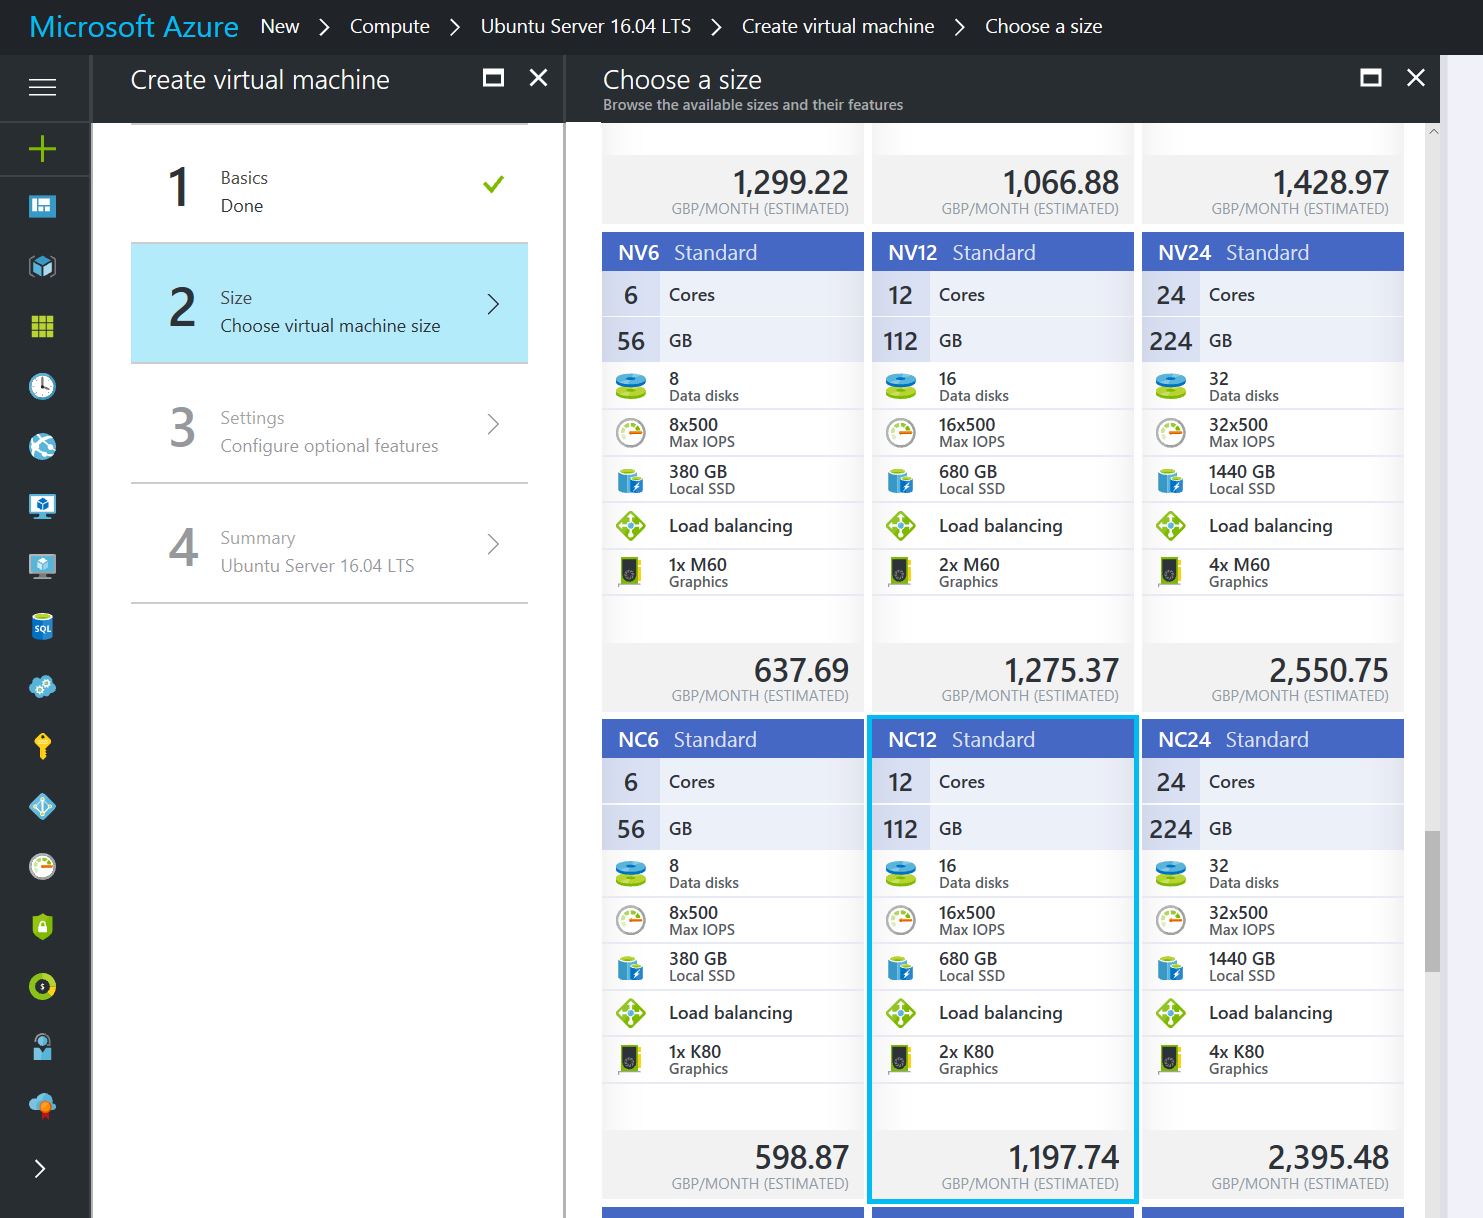 Microsoft Azure New > Compute > Ubuntu Server 16.04 LTS > Create virtual machine > Choose a size
Create virtual machine
1
Basics
Done
2
Size
Choose virtual machine size
3
Settings
Configure optional features
4
Summary
Ubuntu Server 16.04 LTS
SQL
$
Choose a size
Browse the available sizes and their features
1,299.22
GBP/MONTH (ESTIMATED)
1,066.88
GBP/MONTH (ESTIMATED)
1,428.97
GBP/MONTH (ESTIMATED)
NV6 Standard
6 Cores
56 GB
8
Data disks
8x500
Max IOPS
380 GB
Local SSD
Load balancing
1x M60
Graphics
637.69
GBP/MONTH (ESTIMATED)
NV12 Standard
12 Cores
112 GB
16
Data disks
16x500
Max IOPS
680 GB
Local SSD
Load balancing
2x M60
Graphics
1,275.37
GBP/MONTH (ESTIMATED)
NV24 Standard
24 Cores
224 GB
32
Data disks
32x500
Max IOPS
1440 GB
Local SSD
Load balancing
4x M60
Graphics
2,550.75
GBP/MONTH (ESTIMATED)
NC6 Standard
6 Cores
56 GB
8
Data disks
8x500
Max IOPS
380 GB
Local SSD
Load balancing
1x K80
Graphics
598.87
GBP/MONTH (ESTIMATED)
NC12 Standard
12 Cores
112 GB
16
Data disks
16x500
Max IOPS
680 GB
Local SSD
Load balancing
2x K80
Graphics
1,197.74
GBP/MONTH (ESTIMATED)
NC24 Standard
24 Cores
224 GB
32
Data disks
32x500
Max IOPS
1440 GB
Local SSD
Load balancing
4x K80
Graphics
2,395.48
GBP/MONTH (ESTIMATED)